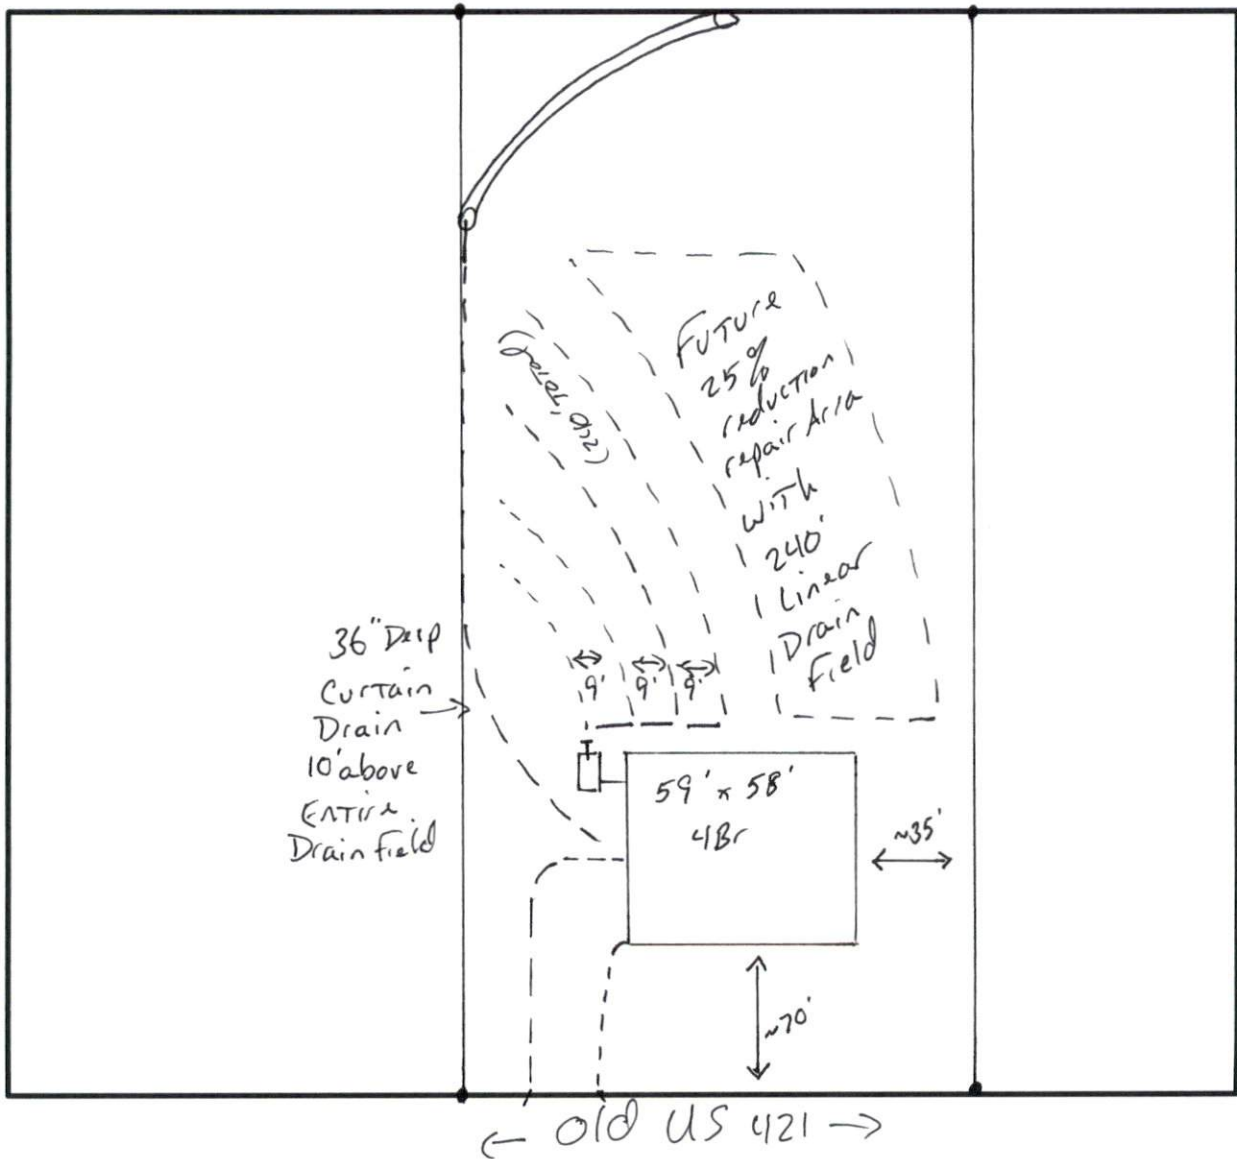 (240' TOTAL)
Future
25%
reduction
repair Area
with
240'
Linear
Drain
Field
36" Deep
Curtain
Drain
10' above
Entire
Drain field
9' 9' 9'
59' x 58'
4Br
~35'
~70'
← old US 421 →